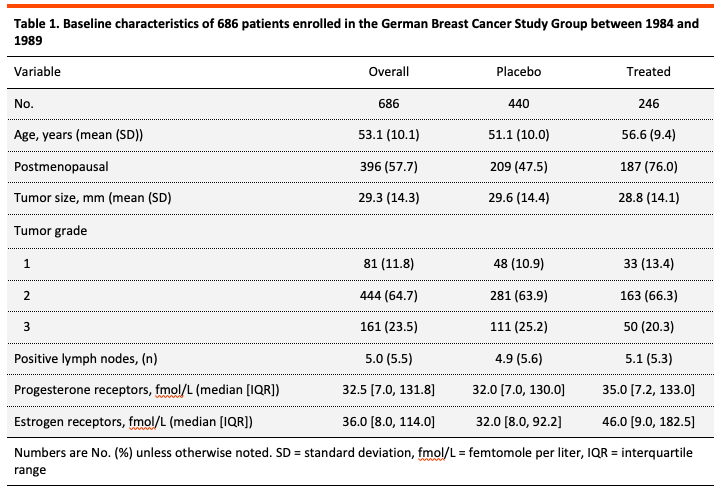 Table 1. Baseline characteristics of 686 patients enrolled in the German Breast Cancer Study Group between 1984 and
1989
Variable Overall Placebo Treated
No. 686 440 246
Age, years (mean (SD)) 53.1 (10.1) 51.1 (10.0) 56.6 (9.4)
Postmenopausal 396 (57.7) 209 (47.5) 187 (76.0)
Tumor size, mm (mean (SD) 29.3 (14.3) 29.6 (14.4) 28.8 (14.1)
Tumor grade
1 81 (11.8) 48 (10.9) 33 (13.4)
2 444 (64.7) 281 (63.9) 163 (66.3)
3 161 (23.5) 111 (25.2) 50 (20.3)
Positive lymph nodes, (n) 5.0 (5.5) 4.9 (5.6) 5.1 (5.3)
Progesterone receptors, fmol/L (median [IQR]) 32.5 [7.0, 131.8] 32.0 [7.0, 130.0] 35.0 [7.2, 133.0]
Estrogen receptors, fmol/L (median [IQR]) 36.0 [8.0, 114.0] 32.0 [8.0, 92.2] 46.0 [9.0, 182.5]
Numbers are No. (%) unless otherwise noted. SD = standard deviation, fmol/L = femtomole per liter, IQR = interquartile
range